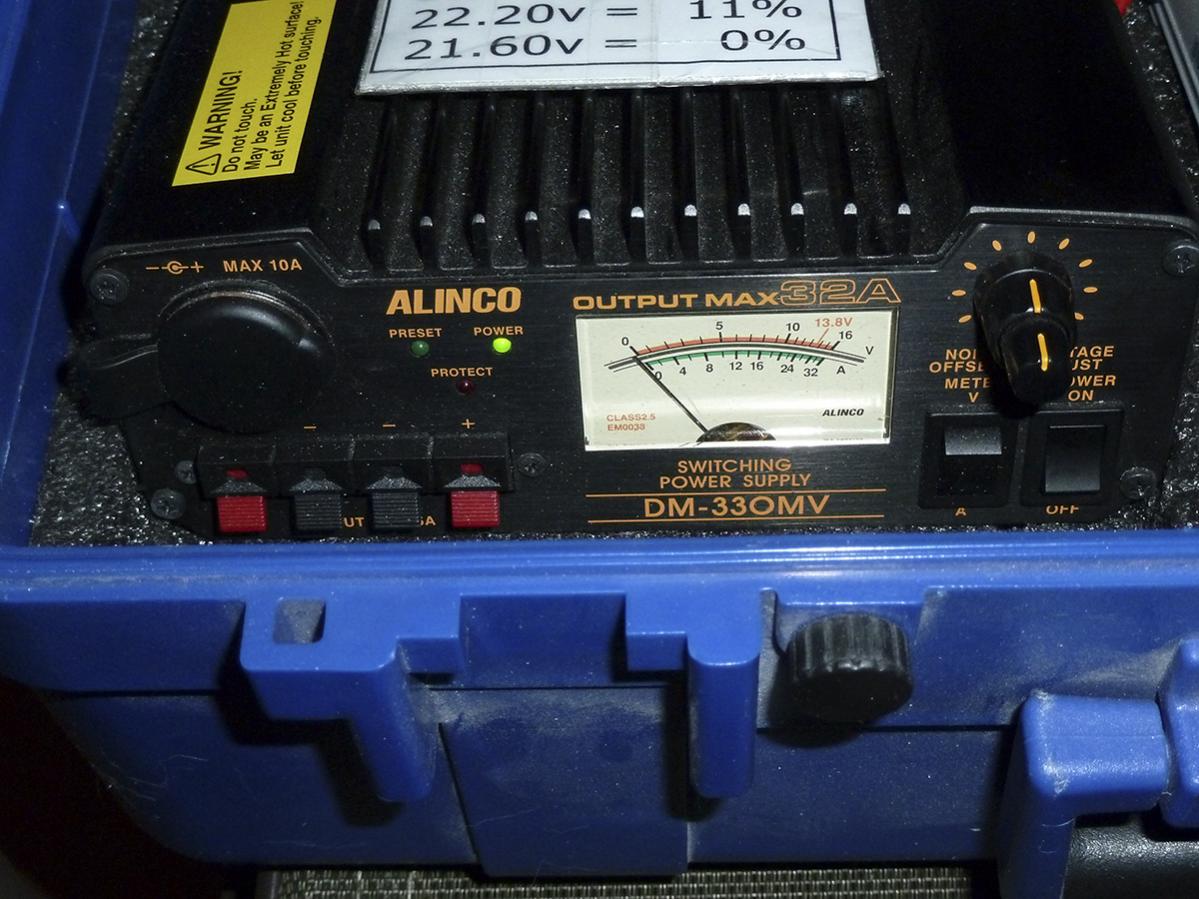 22.20v = 11%
21.60v = 0%
WARNING!
Do not touch.
May be an Extremely Hot surface!
Let unit cool before touching.
MAX 10A
ALINCO
PRESET POWER
PROTECT
− − +
OUTPUT MAX 32A
0 5 10 13.8V 16 V
0 4 8 12 16 24 32 A
CLASS2.5
EM0038
ALINCO
SWITCHING
POWER SUPPLY
DM-330MV
V
ON
A
OFF